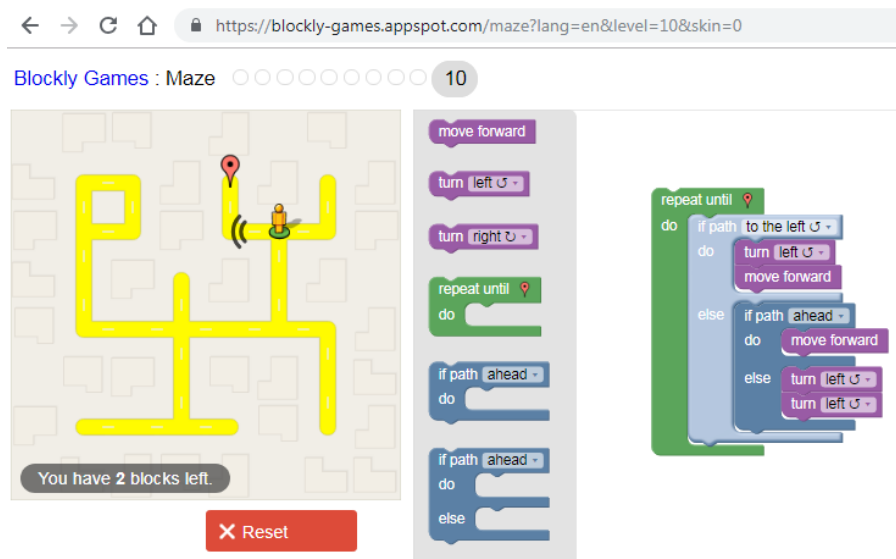 https://blockly-games.appspot.com/maze?lang=en&level=10&skin=0
Blockly Games : Maze 10
You have 2 blocks left.
Reset
move forward
turn left ↺
turn right ↻
repeat until
do
if path ahead
do
if path ahead
do
else
repeat until
do if path to the left ↺
do turn left ↺
move forward
else if path ahead
do move forward
else turn left ↺
turn left ↺